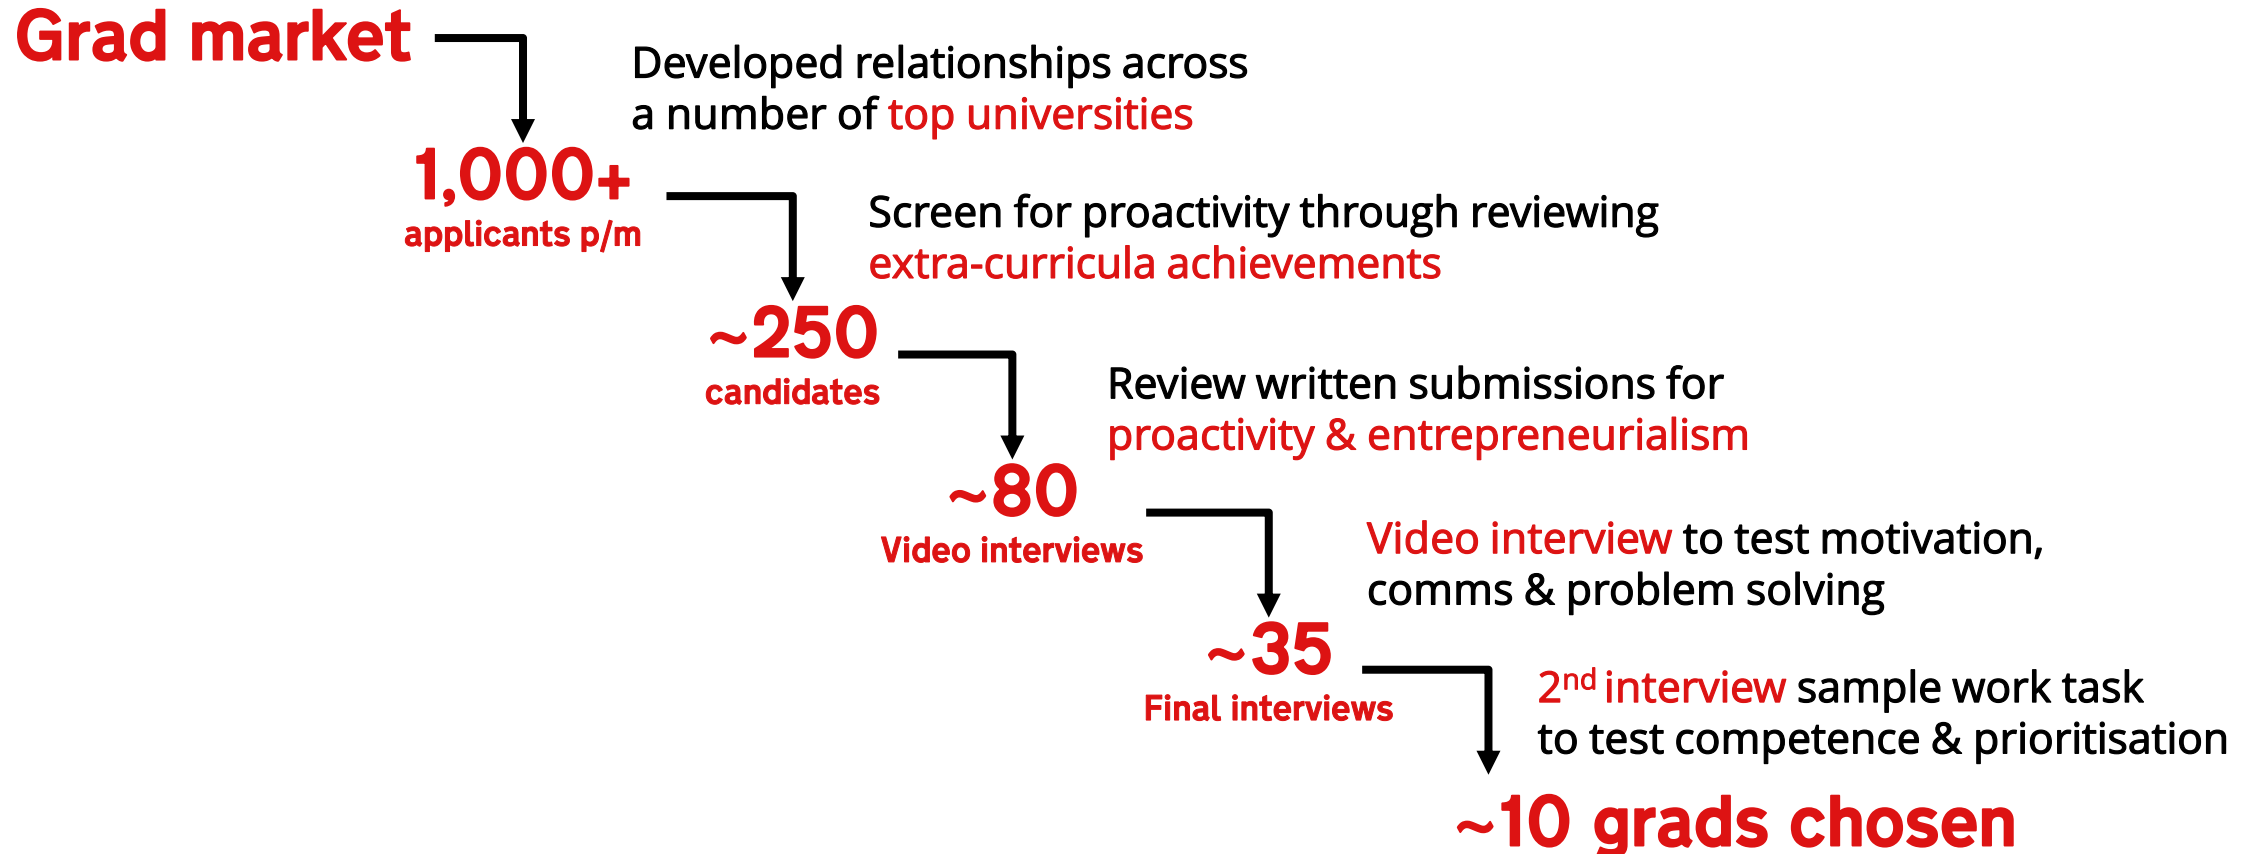 Grad market
Developed relationships across
a number of top universities
1,000+
applicants p/m
Screen for proactivity through reviewing
extra-curricula achievements
~250
candidates
Review written submissions for
proactivity & entrepreneurialism
~80
Video interviews
Video interview to test motivation,
comms & problem solving
~35
Final interviews
2nd interview sample work task
to test competence & prioritisation
~10 grads chosen